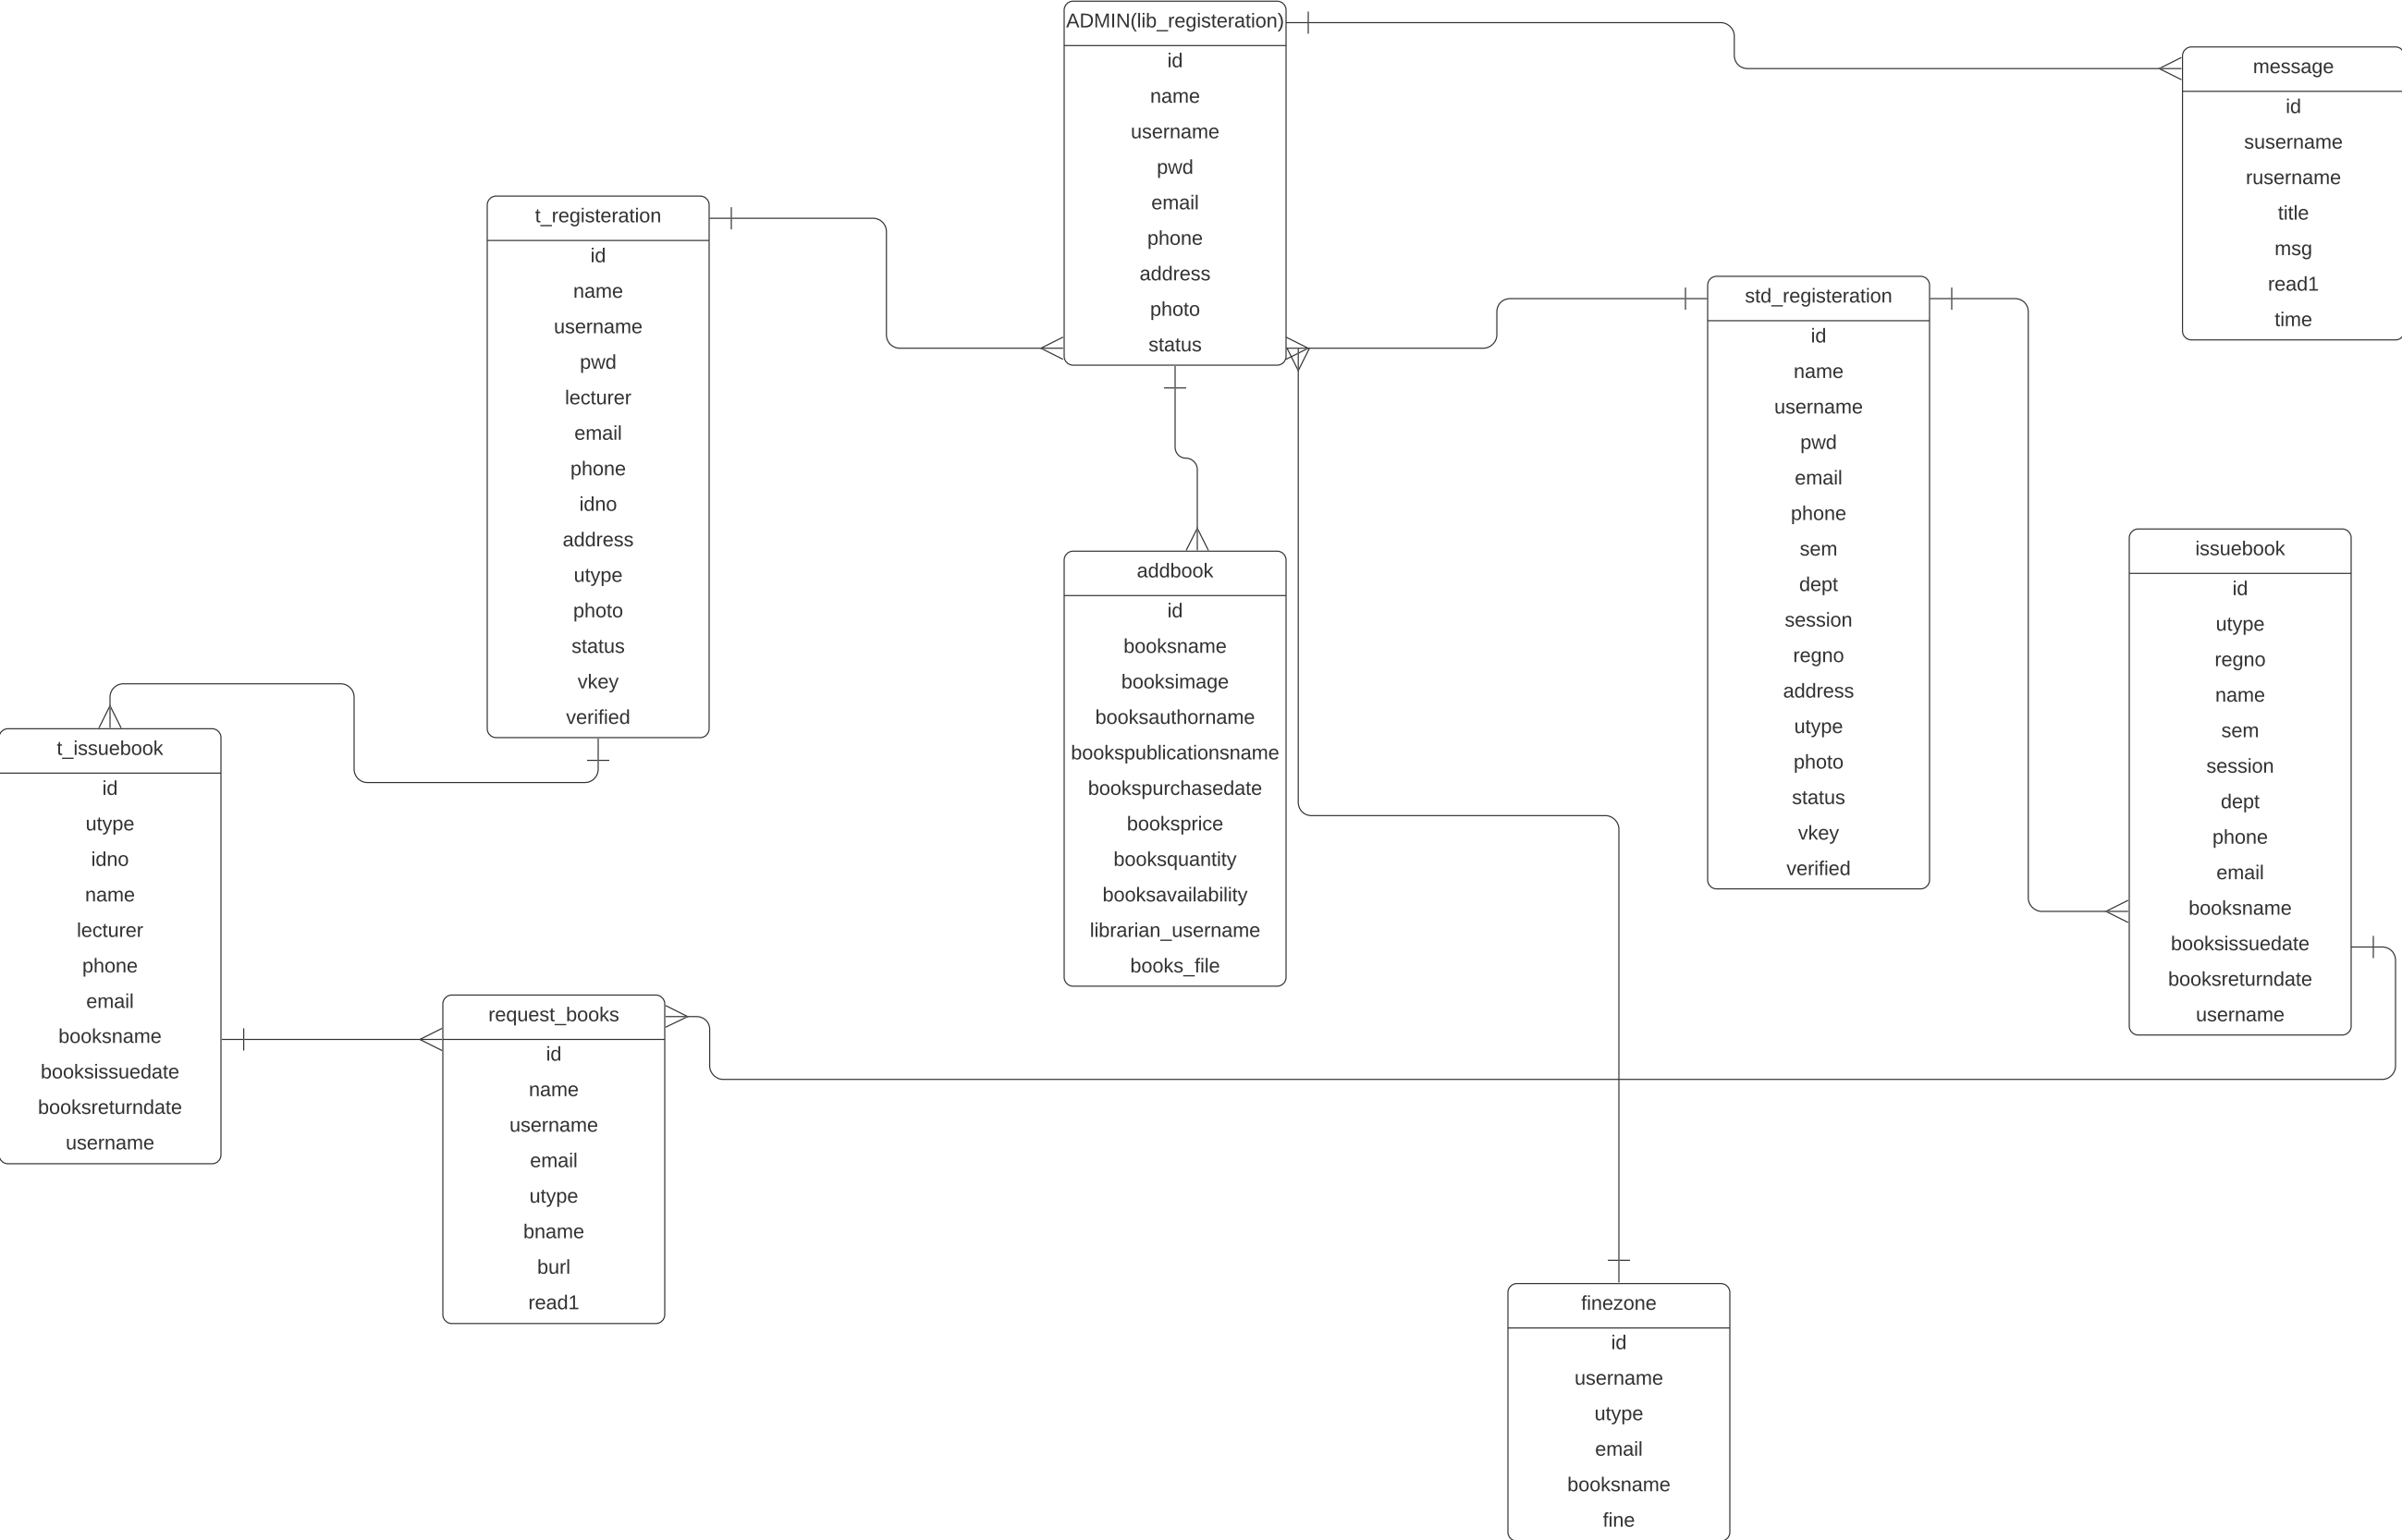 ADMIN(lib_registeration)
id
name
username
pwd
email
phone
address
photo
status
message
id
susername
rusername
title
msg
read1
time
t_registeration
id
name
username
pwd
lecturer
email
phone
idno
address
utype
photo
status
vkey
verified
std_registeration
id
name
username
pwd
email
phone
sem
dept
session
regno
address
utype
photo
status
vkey
verified
addbook
id
booksname
booksimage
booksauthorname
bookspublicationsname
bookspurchasedate
booksprice
booksquantity
booksavailability
librarian_username
books_file
issuebook
id
utype
regno
name
sem
session
dept
phone
email
booksname
booksissuedate
booksreturndate
username
t_issuebook
id
utype
idno
name
lecturer
phone
email
booksname
booksissuedate
booksreturndate
username
request_books
id
name
username
email
utype
bname
burl
read1
finezone
id
username
utype
email
booksname
fine